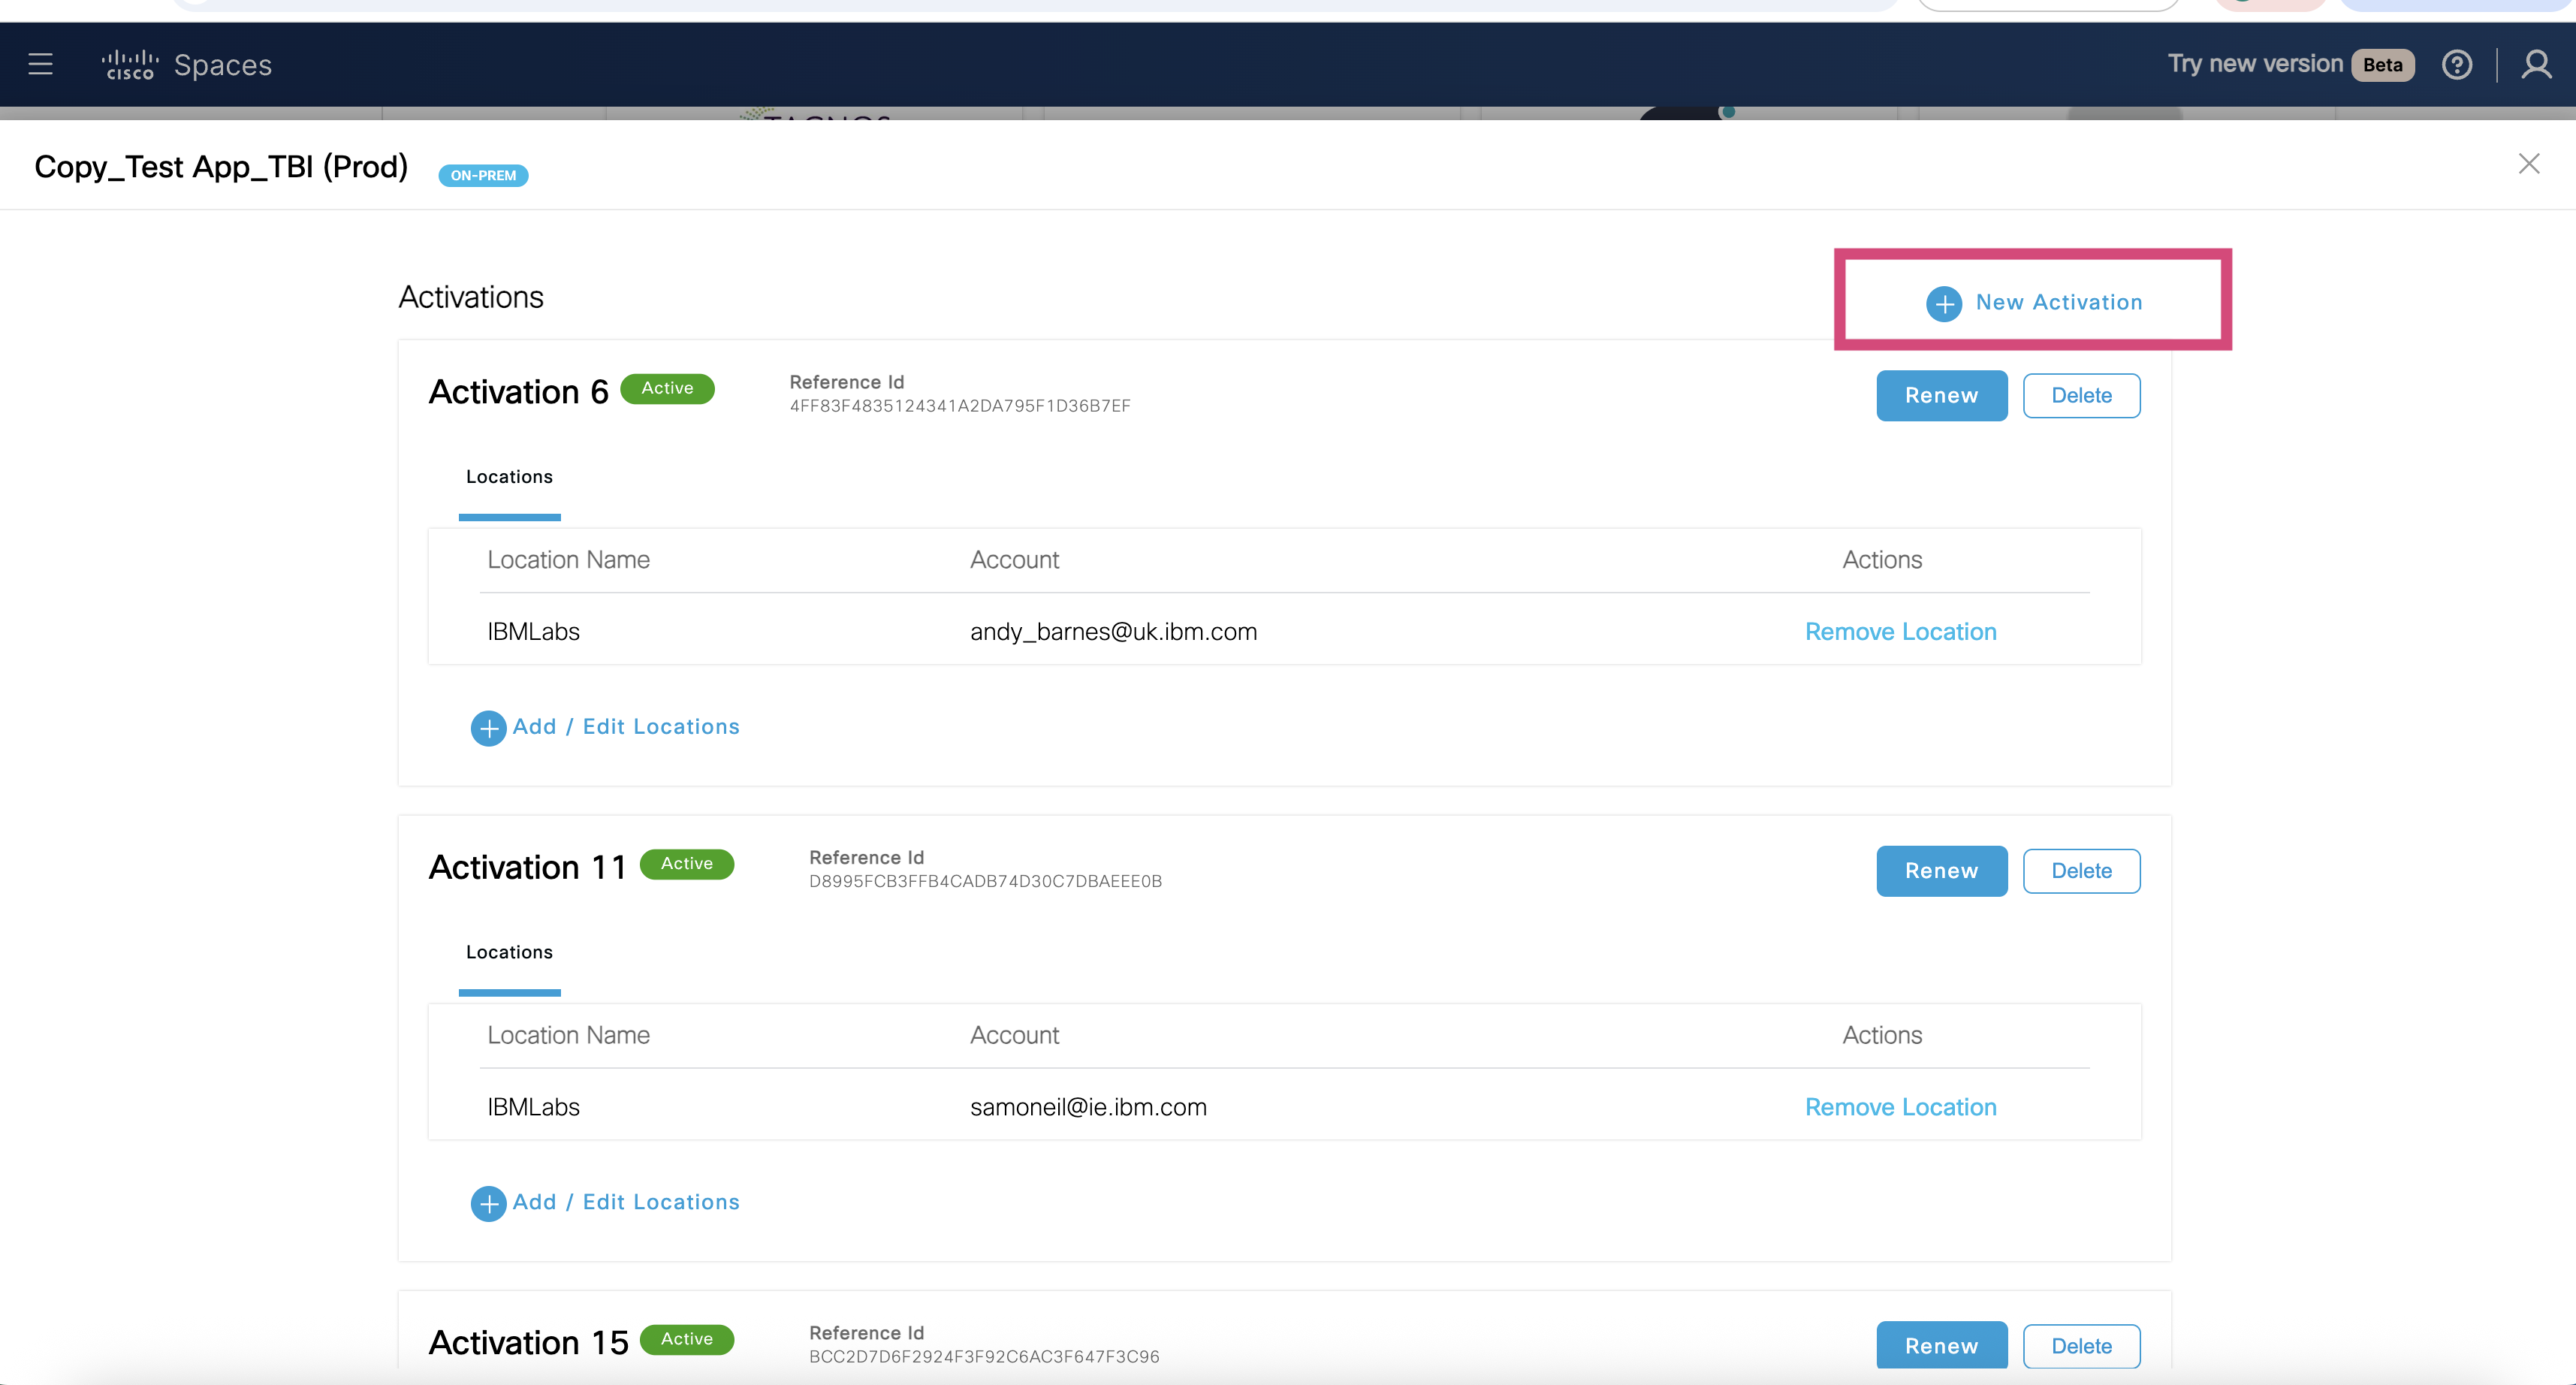 cisco Spaces
Try new version Beta
TAGNOS
Copy_Test App_TBI (Prod) ON-PREM
Activations
New Activation
Activation 6 Active
Reference Id
4FF83F4835124341A2DA795F1D36B7EF
Renew Delete
Locations
Location Name Account Actions
IBMLabs andy_barnes@uk.ibm.com Remove Location
Add / Edit Locations
Activation 11 Active
Reference Id
D8995FCB3FFB4CADB74D30C7DBAEEE0B
Renew Delete
Locations
Location Name Account Actions
IBMLabs samoneil@ie.ibm.com Remove Location
Add / Edit Locations
Activation 15 Active
Reference Id
BCC2D7D6F2924F3F92C6AC3F647F3C96
Renew Delete